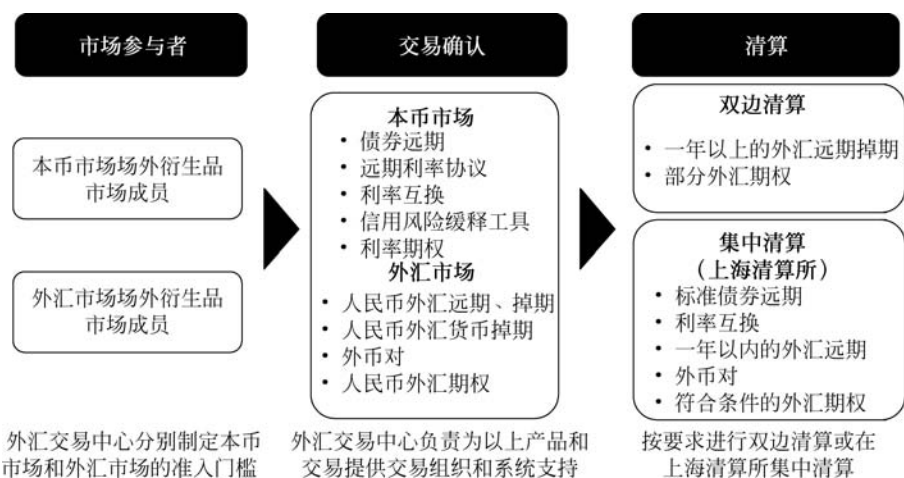 市场参与者
本币市场场外衍生品
市场成员
外汇市场场外衍生品
市场成员
外汇交易中心分别制定本币
市场和外汇市场的准入门槛
交易确认
本币市场
• 债券远期
• 远期利率协议
• 利率互换
• 信用风险缓释工具
• 利率期权
外汇市场
• 人民币外汇远期、掉期
• 人民币外汇货币掉期
• 外币对
• 人民币外汇期权
外汇交易中心负责为以上产品和
交易提供交易组织和系统支持
清算
双边清算
• 一年以上的外汇远期掉期
• 部分外汇期权
集中清算
(上海清算所)
• 标准债券远期
• 利率互换
• 一年以内的外汇远期
• 外币对
• 符合条件的外汇期权
按要求进行双边清算或在
上海清算所集中清算